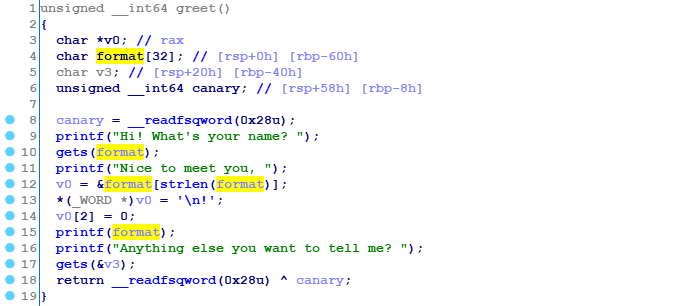 1 unsigned __int64 greet()
2 {
3 char *v0; // rax
4 char format[32]; // [rsp+0h] [rbp-60h]
5 char v3; // [rsp+20h] [rbp-40h]
6 unsigned __int64 canary; // [rsp+58h] [rbp-8h]
7
8 canary = __readfsqword(0x28u);
9 printf("Hi! What's your name? ");
10 gets(format);
11 printf("Nice to meet you, ");
12 v0 = &format[strlen(format)];
13 *(_WORD *)v0 = '\n!';
14 v0[2] = 0;
15 printf(format);
16 printf("Anything else you want to tell me? ");
17 gets(&v3);
18 return __readfsqword(0x28u) ^ canary;
19 }